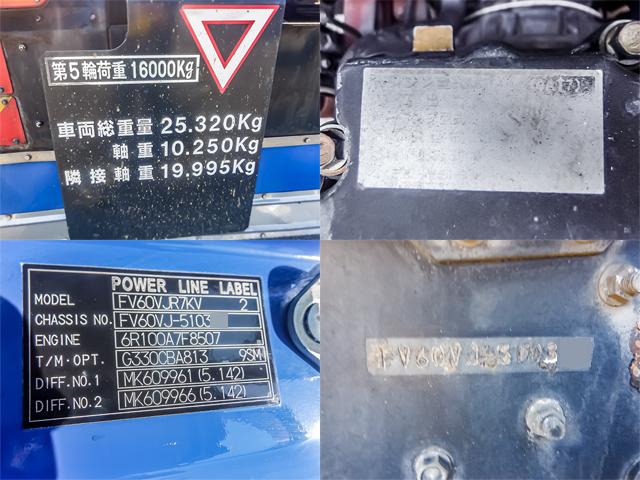 第5輪荷重 16000Kg
車両総重量 25.320Kg
軸重 10.250Kg
隣接軸重 19.995Kg
POWER LINE LABEL
MODEL FV60VJR7KV 2
CHASSIS NO. FV60VJ-5103
ENGINE 6R100A7F8507
T/M・OPT. G330CBA813 9SM
DIFF.NO.1 MK609961(5.142)
DIFF.NO.2 MK609966(5.142)